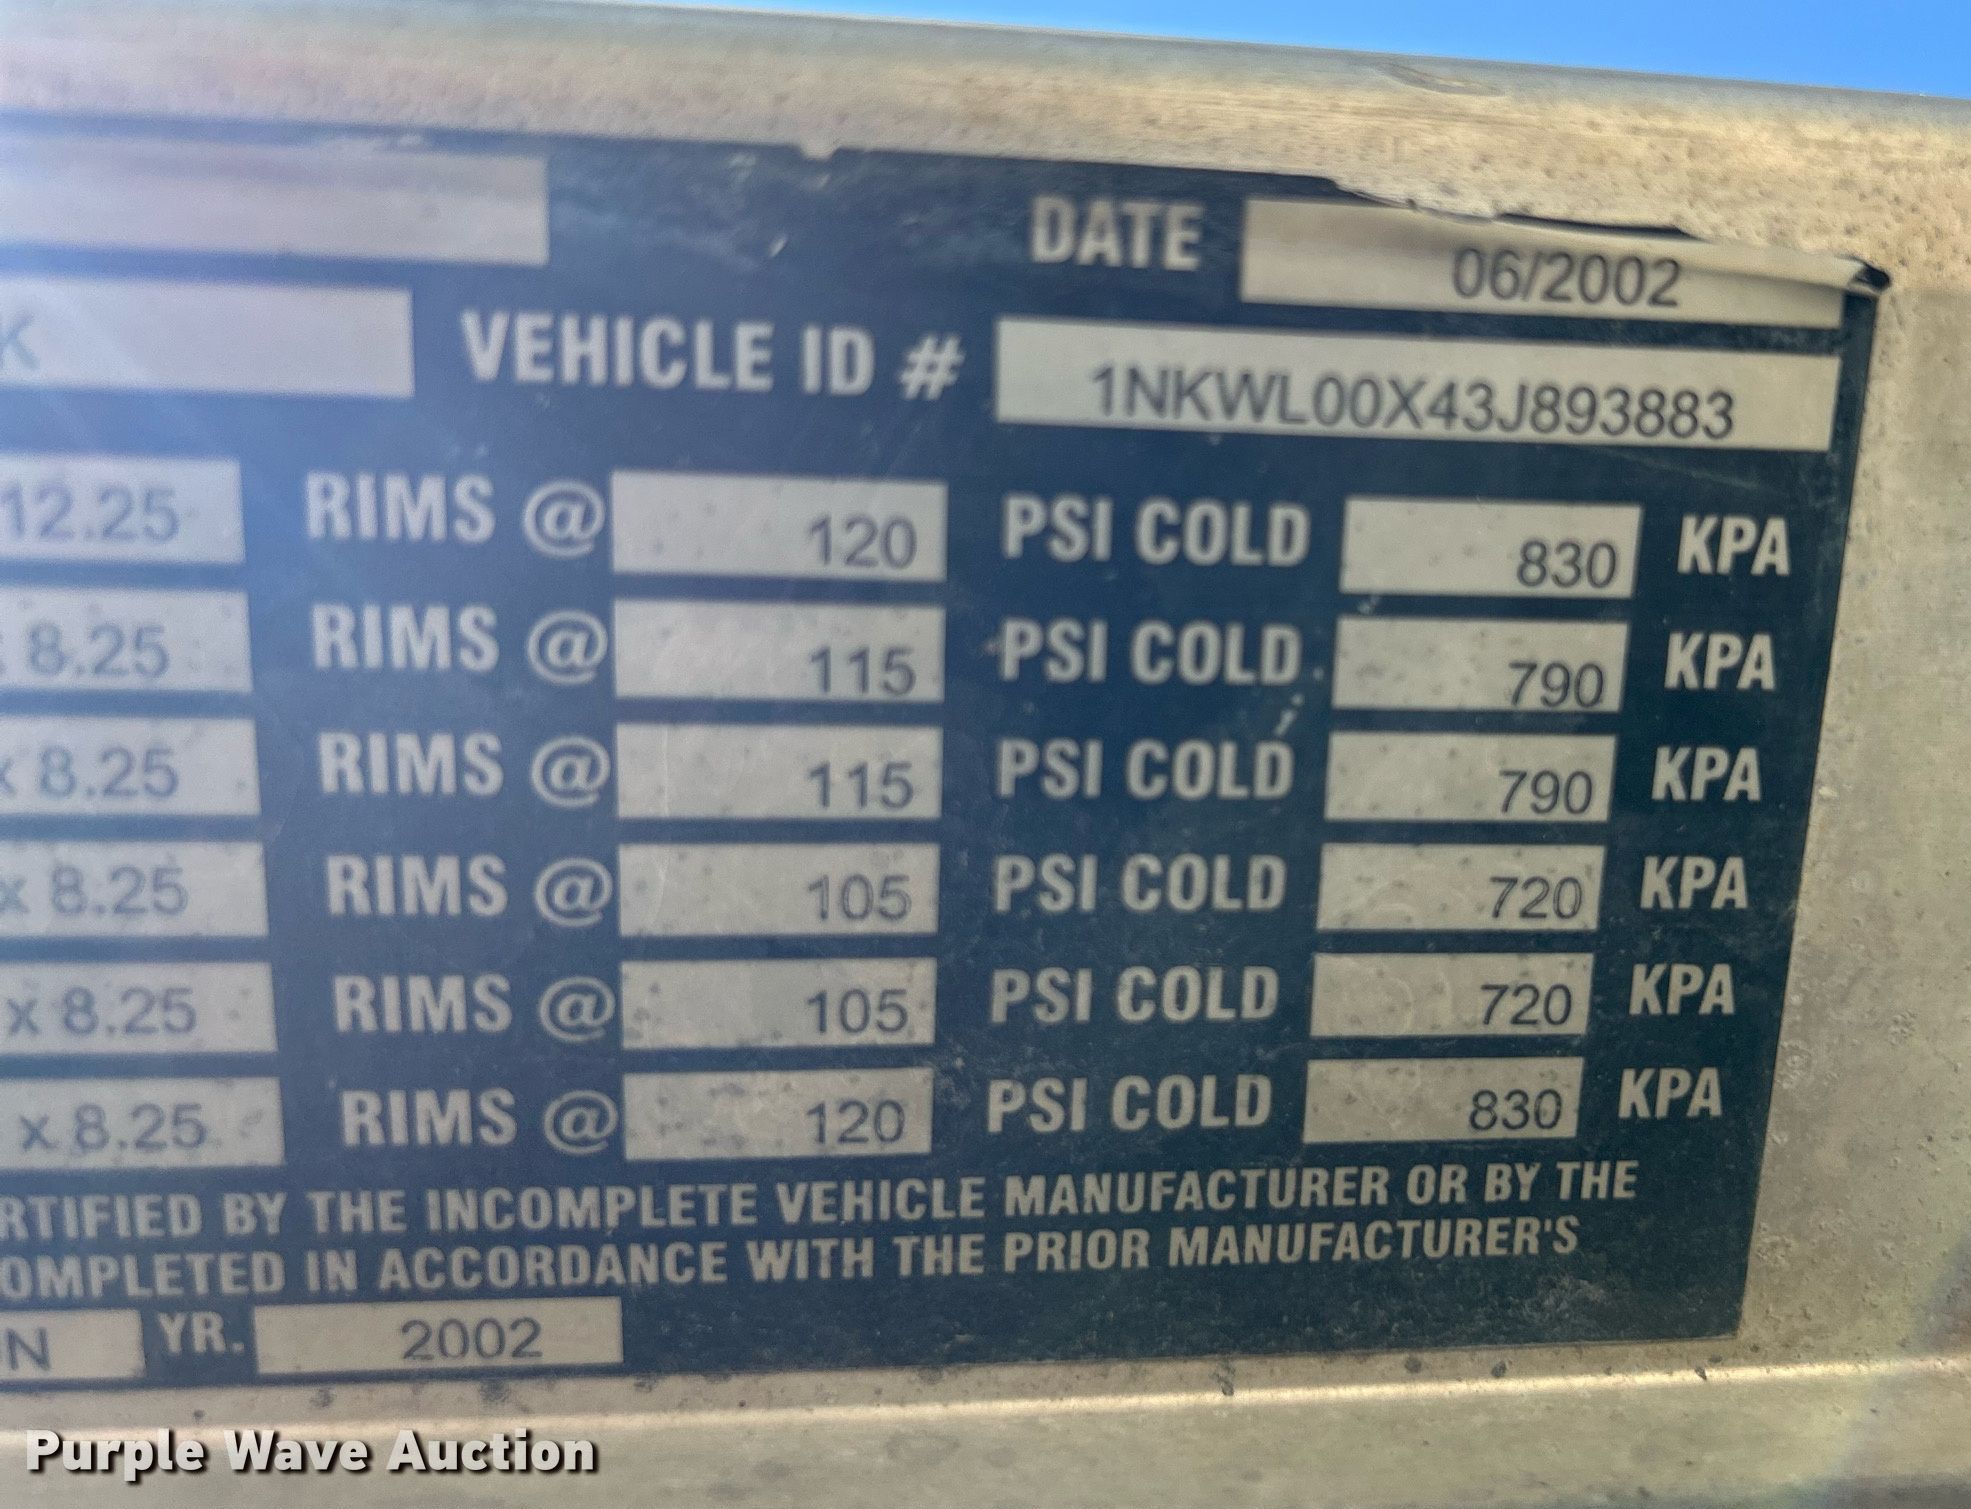 DATE 06/2002
K VEHICLE ID # 1NKWL00X43J893883
12.25 RIMS @ 120 PSI COLD 830 KPA
8.25 RIMS @ 115 PSI COLD 790 KPA
x 8.25 RIMS @ 115 PSI COLD 790 KPA
x 8.25 RIMS @ 105 PSI COLD 720 KPA
x 8.25 RIMS @ 105 PSI COLD 720 KPA
x 8.25 RIMS @ 120 PSI COLD 830 KPA
RTIFIED BY THE INCOMPLETE VEHICLE MANUFACTURER OR BY THE
OMPLETED IN ACCORDANCE WITH THE PRIOR MANUFACTURER'S
N YR. 2002
Purple Wave Auction